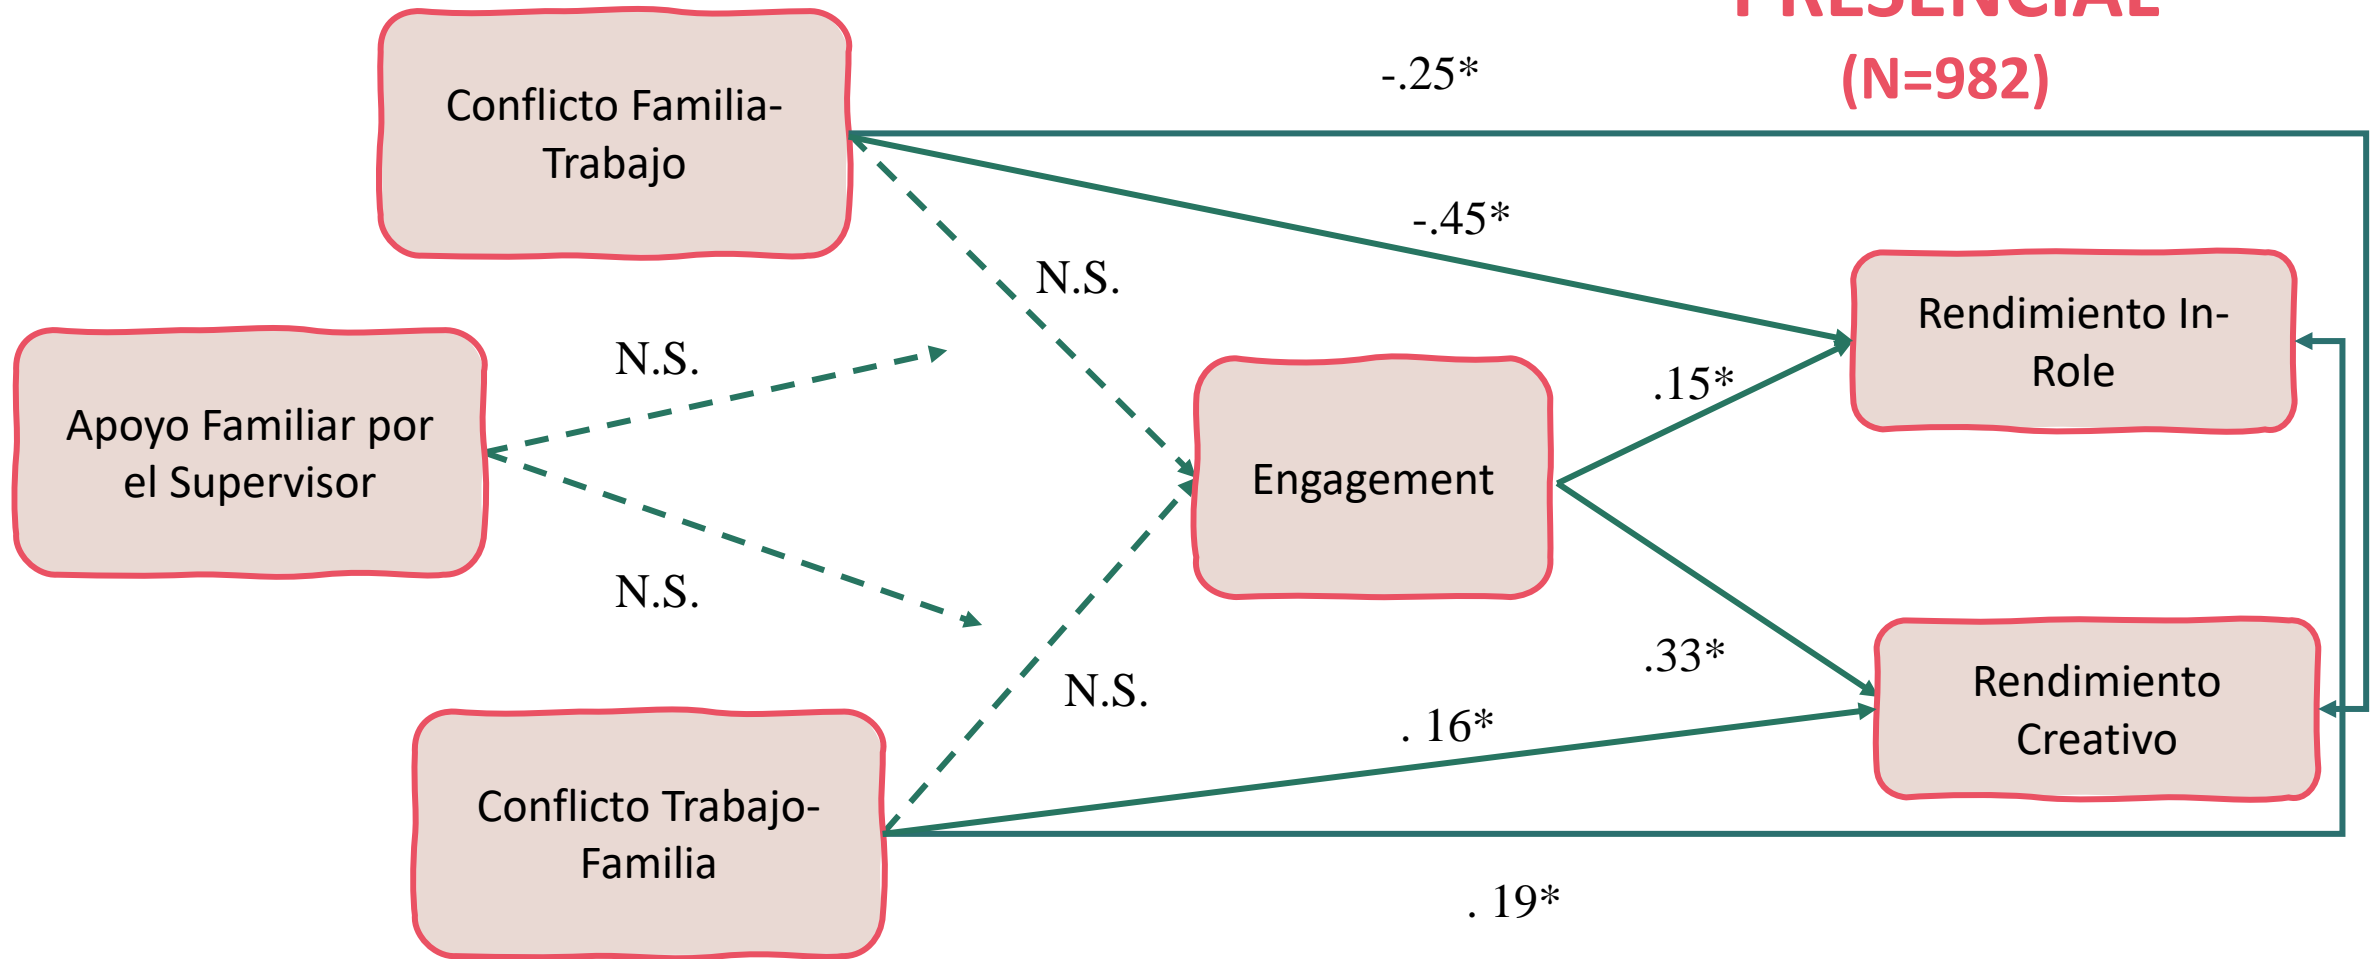 PRESENCIAL
(N=982)
-.25*
Conflicto Familia-
Trabajo
-.45*
N.S.
Rendimiento In-
Role
N.S.
.15*
Apoyo Familiar por
el Supervisor
Engagement
N.S.
.33*
N.S.
Rendimiento
Creativo
. 16*
Conflicto Trabajo-
Familia
. 19*